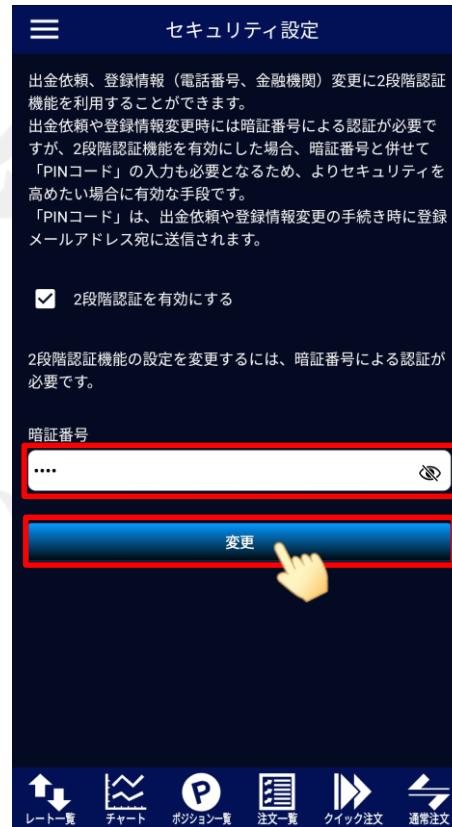 セキュリティ設定
出金依頼、登録情報（電話番号、金融機関）変更に2段階認証
機能を利用することができます。
出金依頼や登録情報変更時には暗証番号による認証が必要で
すが、2段階認証機能を有効にした場合、暗証番号と併せて
「PINコード」の入力も必要となるため、よりセキュリティを
高めたい場合に有効な手段です。
「PINコード」は、出金依頼や登録情報変更の手続き時に登録
メールアドレス宛に送信されます。
2段階認証を有効にする
2段階認証機能の設定を変更するには、暗証番号による認証が
必要です。
暗証番号
••••
変更
レート一覧 チャート ポジション一覧 注文一覧 クイック注文 通常注文